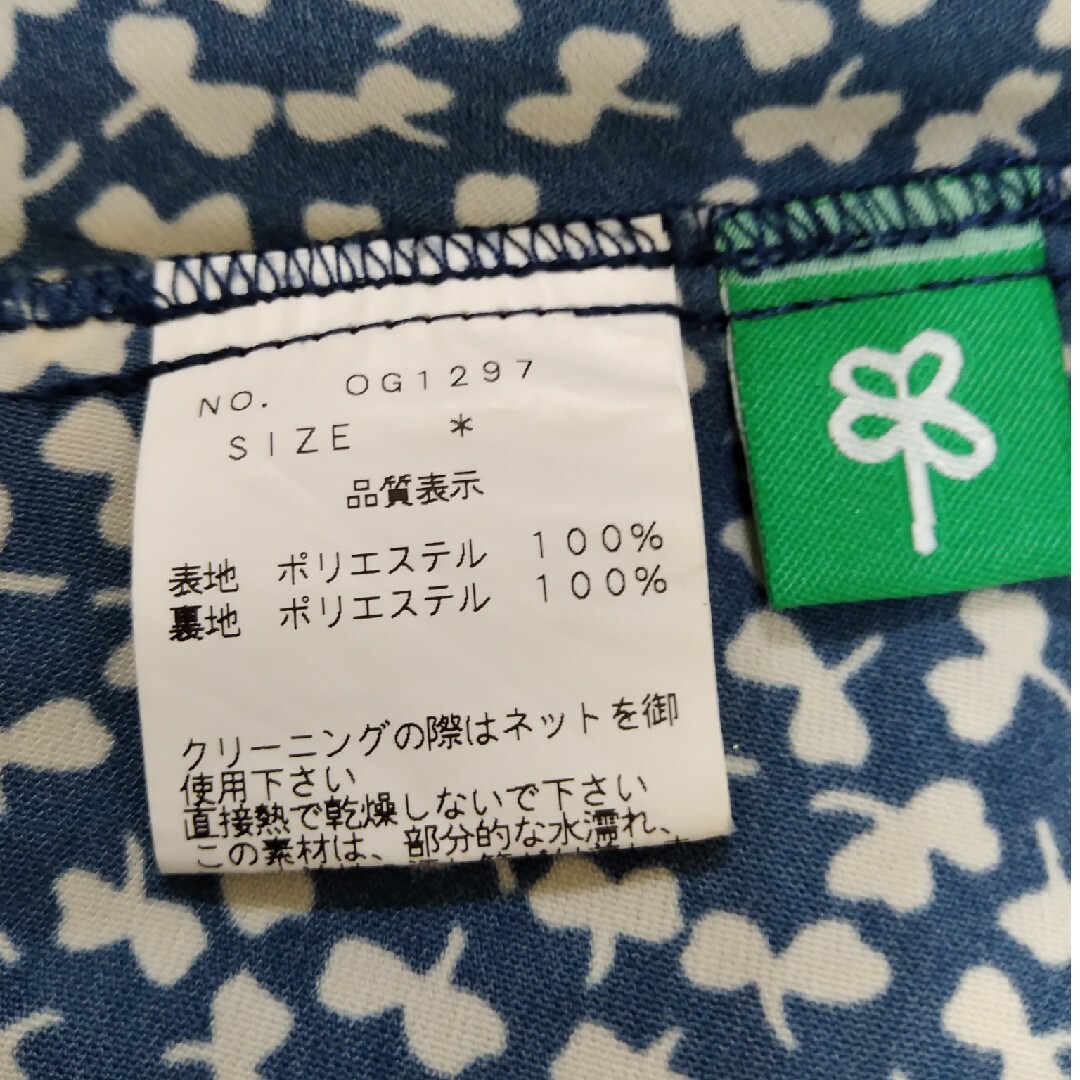 NO. OG1297
SIZE *
品質表示
表地 ポリエステル 100%
裏地 ポリエステル 100%
クリーニングの際はネットを御
使用下さい
直接熱で乾燥しないで下さい
この素材は、部分的な水濡れ、